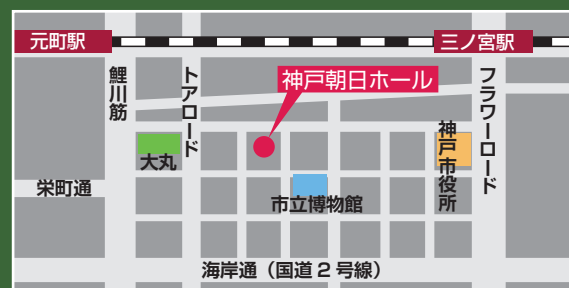 元町駅
三ノ宮駅
鯉川筋
トアロード
神戸朝日ホール
フラワーロード
大丸
神戸市役所
栄町通
市立博物館
海岸通（国道2号線）